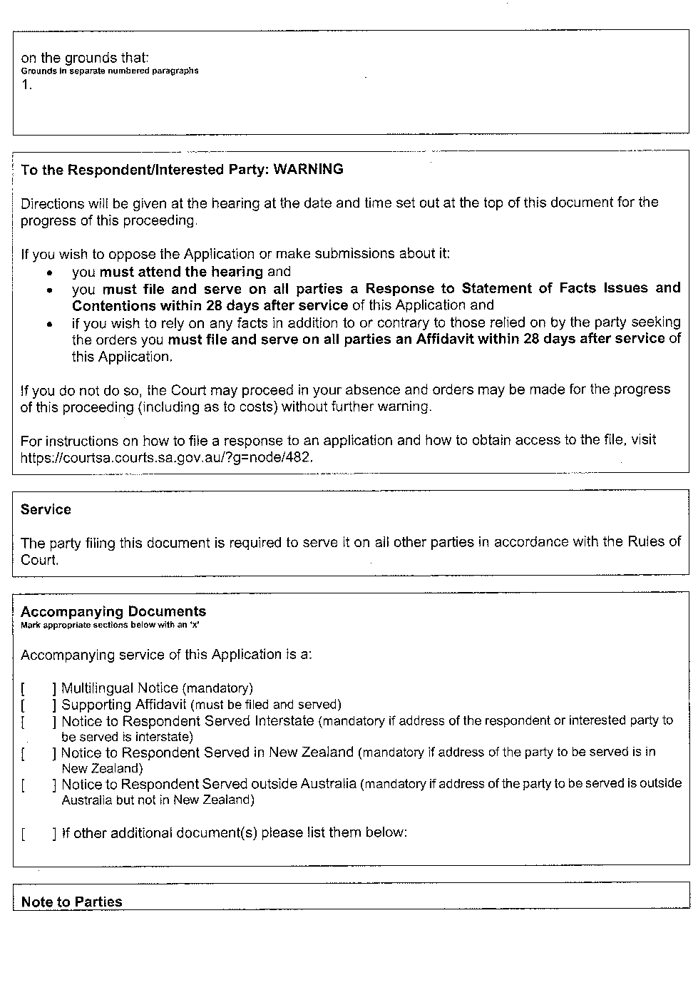 on the grounds that:
Grounds in separate numbered paragraphs
1.
To the Respondent/Interested Party: WARNING
Directions will be given at the hearing at the date and time set out at the top of this document for the
progress of this proceeding.
If you wish to oppose the Application or make submissions about it:
• you must attend the hearing and
• you must file and serve on all parties a Response to Statement of Facts Issues and
Contentions within 28 days after service of this Application and
• if you wish to rely on any facts in addition to or contrary to those relied on by the party seeking
the orders you must file and serve on all parties an Affidavit within 28 days after service of
this Application.
If you do not do so, the Court may proceed in your absence and orders may be made for the progress
of this proceeding (including as to costs) without further warning.
For instructions on how to file a response to an application and how to obtain access to the file, visit
https://courtsa.courts.sa.gov.au/?g=node/482.
Service
The party filing this document is required to serve it on all other parties in accordance with the Rules of
Court.
Accompanying Documents
Mark appropriate sections below with an 'x'
Accompanying service of this Application is a:
[ ] Multilingual Notice (mandatory)
[ ] Supporting Affidavit (must be filed and served)
[ ] Notice to Respondent Served Interstate (mandatory if address of the respondent or interested party to
be served is interstate)
[ ] Notice to Respondent Served in New Zealand (mandatory if address of the party to be served is in
New Zealand)
[ ] Notice to Respondent Served outside Australia (mandatory if address of the party to be served is outside
Australia but not in New Zealand)
[ ] If other additional document(s) please list them below:
Note to Parties